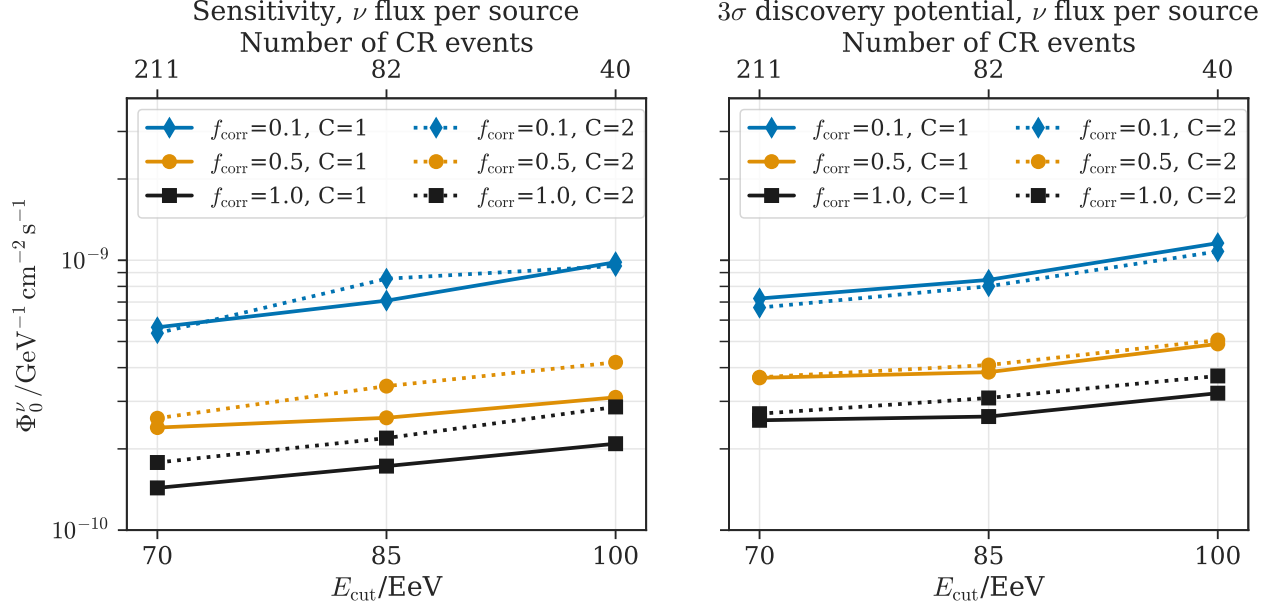 Sensitivity, ν flux per source
Number of CR events
211 82 40
f_corr=0.1, C=1 f_corr=0.1, C=2
f_corr=0.5, C=1 f_corr=0.5, C=2
f_corr=1.0, C=1 f_corr=1.0, C=2
Φ₀^ν/GeV⁻¹ cm⁻² s⁻¹
10⁻⁹
10⁻¹⁰
70 85 100
E_cut/EeV
3σ discovery potential, ν flux per source
Number of CR events
211 82 40
f_corr=0.1, C=1 f_corr=0.1, C=2
f_corr=0.5, C=1 f_corr=0.5, C=2
f_corr=1.0, C=1 f_corr=1.0, C=2
70 85 100
E_cut/EeV